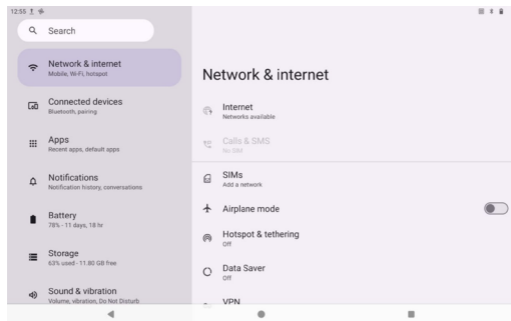 12:55
Search
Network & internet
Mobile, Wi-Fi, hotspot
Connected devices
Bluetooth, pairing
Apps
Recent apps, default apps
Notifications
Notification history, conversations
Battery
78% - 11 days, 18 hr
Storage
63% used - 11.80 GB free
Sound & vibration
Volume, vibration, Do Not Disturb
Network & internet
Internet
Networks available
Calls & SMS
No SIM
SIMs
Add a network
Airplane mode
Hotspot & tethering
Off
Data Saver
Off
VPN